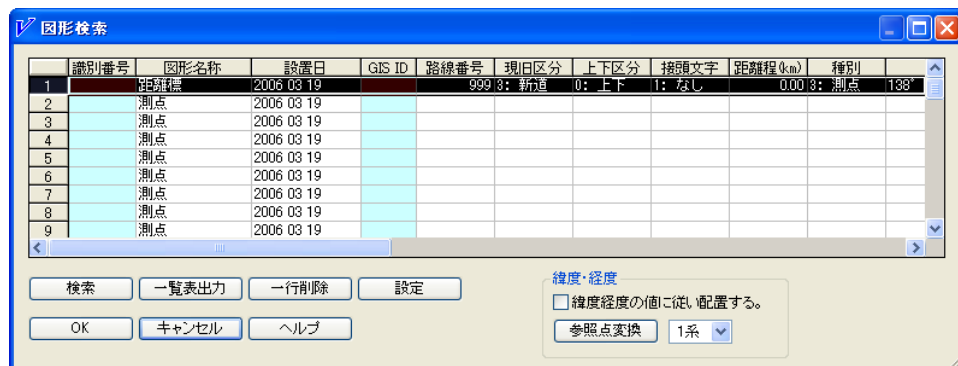 図形検索
識別番号 図形名称 設置日 GIS ID 路線番号 現旧区分 上下区分 接頭文字 距離程(km) 種別
1 距離標 2006 03 19 999 3: 新道 0: 上下 1: なし 0.00 3: 測点 138°
2 測点 2006 03 19
3 測点 2006 03 19
4 測点 2006 03 19
5 測点 2006 03 19
6 測点 2006 03 19
7 測点 2006 03 19
8 測点 2006 03 19
9 測点 2006 03 19
検索 一覧表出力 一行削除 設定
OK キャンセル ヘルプ
緯度・経度
緯度経度の値に従い配置する。
参照点変換 1系